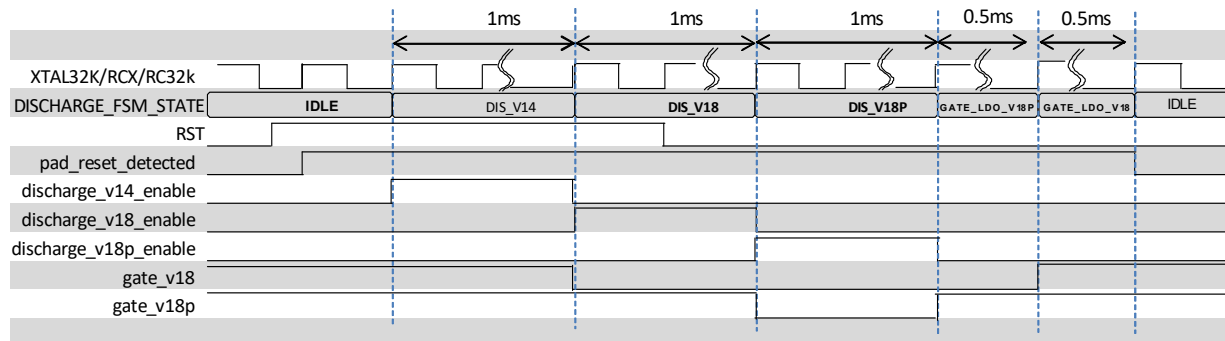 1ms 1ms 1ms 0.5ms 0.5ms
XTAL32K/RCX/RC32k
DISCHARGE_FSM_STATE IDLE DIS_V14 DIS_V18 DIS_V18P GATE_LDO_V18P GATE_LDO_V18 IDLE
RST
pad_reset_detected
discharge_v14_enable
discharge_v18_enable
discharge_v18p_enable
gate_v18
gate_v18p